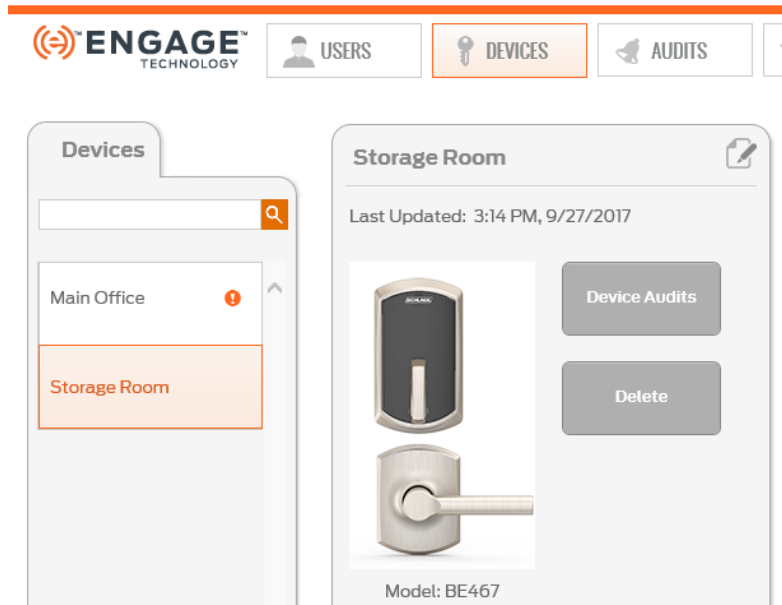 ENGAGE™
TECHNOLOGY
USERS
DEVICES
AUDITS
Devices
Main Office
Storage Room
Storage Room
Last Updated: 3:14 PM, 9/27/2017
SCHLAGE
Device Audits
Delete
Model: BE467